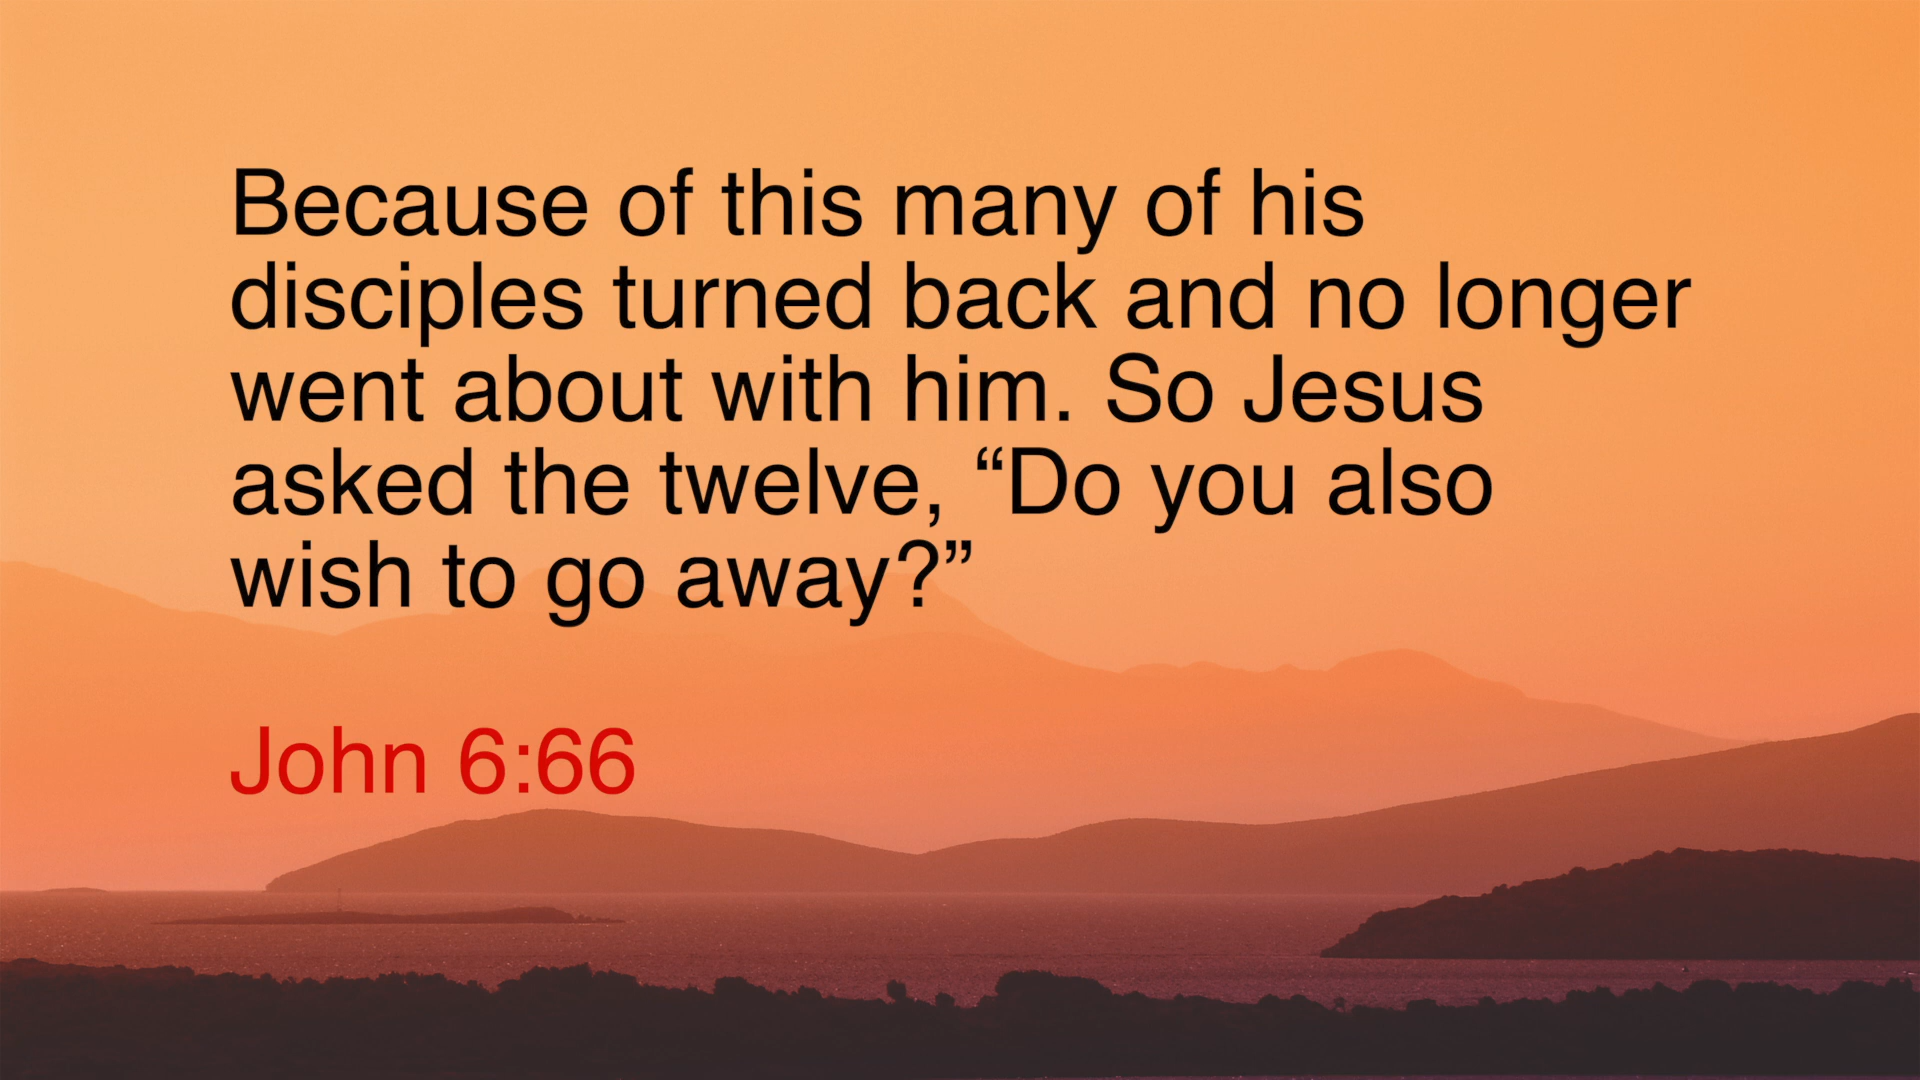 Because of this many of his
disciples turned back and no longer
went about with him. So Jesus
asked the twelve, “Do you also
wish to go away?”
John 6:66